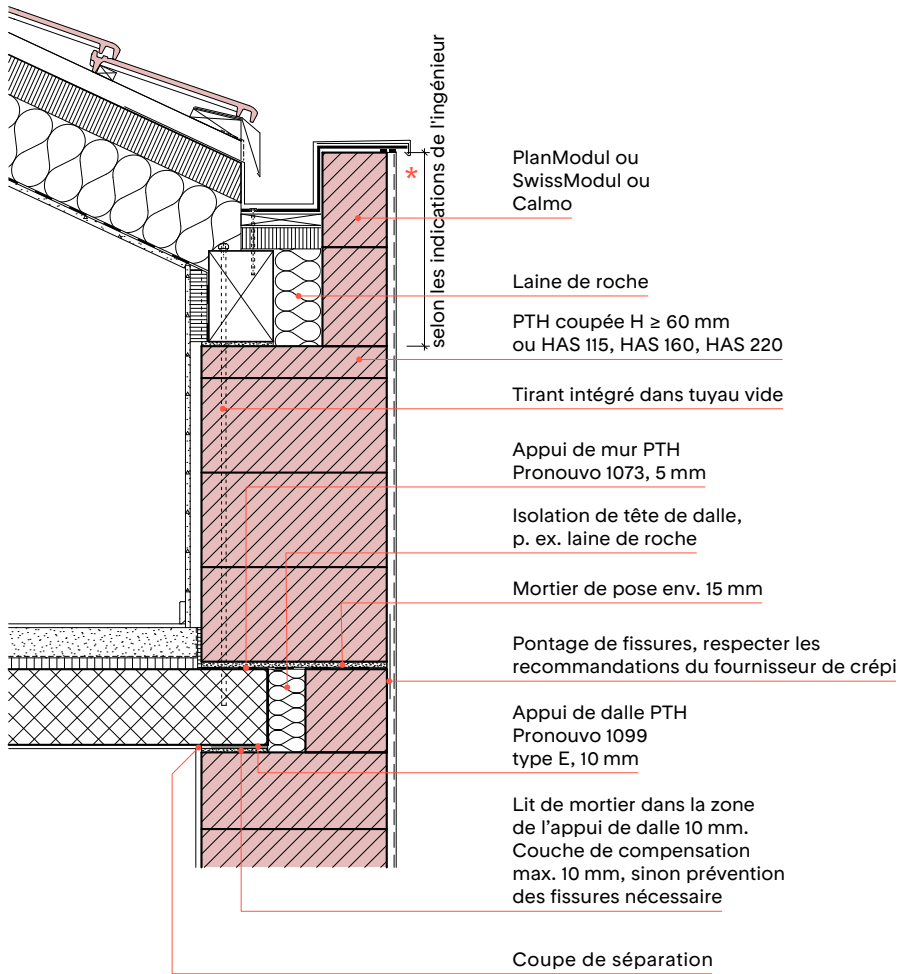 selon les indications de l'ingénieur
*
PlanModul ou
SwissModul ou
Calmo
Laine de roche
PTH coupée H ≥ 60 mm
ou HAS 115, HAS 160, HAS 220
Tirant intégré dans tuyau vide
Appui de mur PTH
Pronouvo 1073, 5 mm
Isolation de tête de dalle,
p. ex. laine de roche
Mortier de pose env. 15 mm
Pontage de fissures, respecter les
recommandations du fournisseur de crépi
Appui de dalle PTH
Pronouvo 1099
type E, 10 mm
Lit de mortier dans la zone
de l’appui de dalle 10 mm.
Couche de compensation
max. 10 mm, sinon prévention
des fissures nécessaire
Coupe de séparation